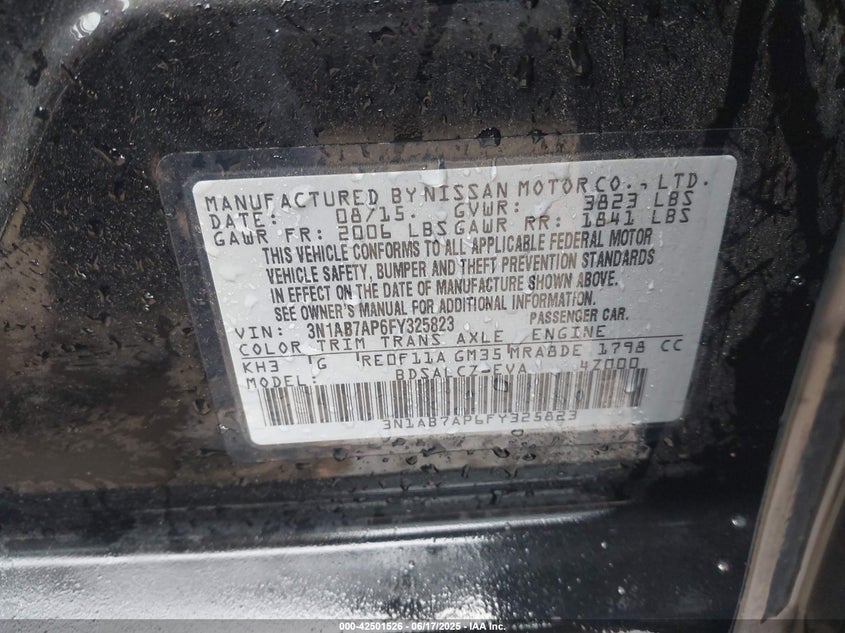 MANUFACTURED BY NISSAN MOTOR CO., LTD.
DATE: 08/15. GVWR: 3823 LBS
GAWR FR: 2006 LBS GAWR RR: 1841 LBS
THIS VEHICLE CONFORMS TO ALL APPLICABLE FEDERAL MOTOR
VEHICLE SAFETY, BUMPER AND THEFT PREVENTION STANDARDS
IN EFFECT ON THE DATE OF MANUFACTURE SHOWN ABOVE.
SEE OWNER'S MANUAL FOR ADDITIONAL INFORMATION.
VIN: 3N1AB7AP6FY325823 PASSENGER CAR.
COLOR TRIM TRANS AXLE ENGINE
KH3 G RE0F11A GM35 MRA8DE 1798 CC
MODEL: BDSALCZ-EVA 4Z000
3N1AB7AP6FY325823
000-42501526 - 06/17/2025 - IAA Inc.